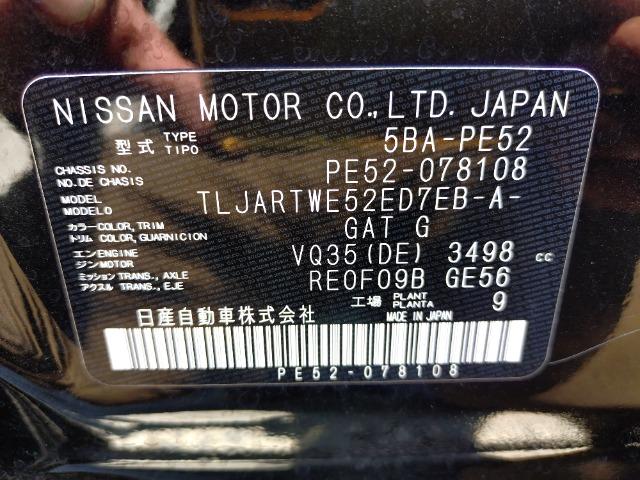 NISSAN MOTOR CO.,LTD. JAPAN
型式 TYPE TIPO 5BA-PE52
CHASSIS NO. NO. DE CHASSIS PE52-078108
MODEL MODELO TLJARTWE52ED7EB-A-
カラー COLOR, TRIM トリム COLOR, GUARNICION GAT G
エンジン ENGINE MOTOR VQ35(DE) 3498 cc
ミッション アクスル TRANS., AXLE TRANS., EJE RE0F09B GE56
工場 PLANT PLANTA 9
日産自動車株式会社 MADE IN JAPAN
PE52-078108